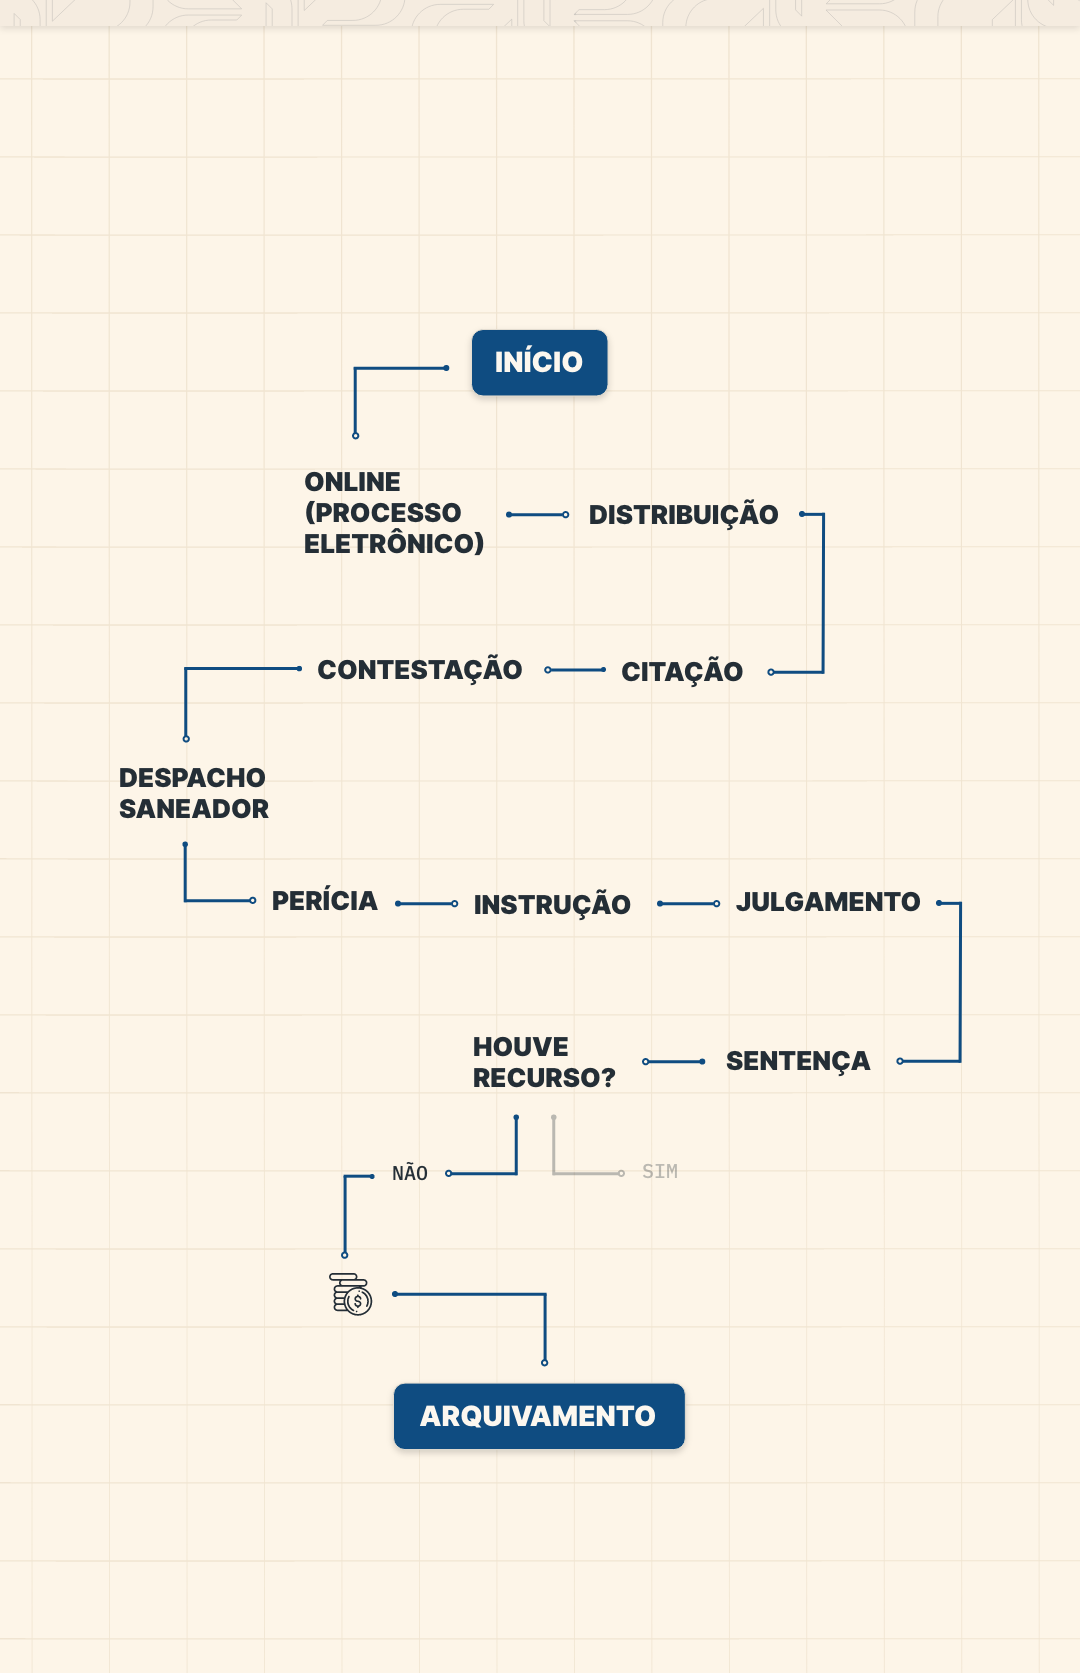 INÍCIO
ONLINE
(PROCESSO
ELETRÔNICO)
DISTRIBUIÇÃO
CITAÇÃO
CONTESTAÇÃO
DESPACHO
SANEADOR
PERÍCIA
INSTRUÇÃO
JULGAMENTO
SENTENÇA
HOUVE
RECURSO?
NÃO
SIM
$
ARQUIVAMENTO